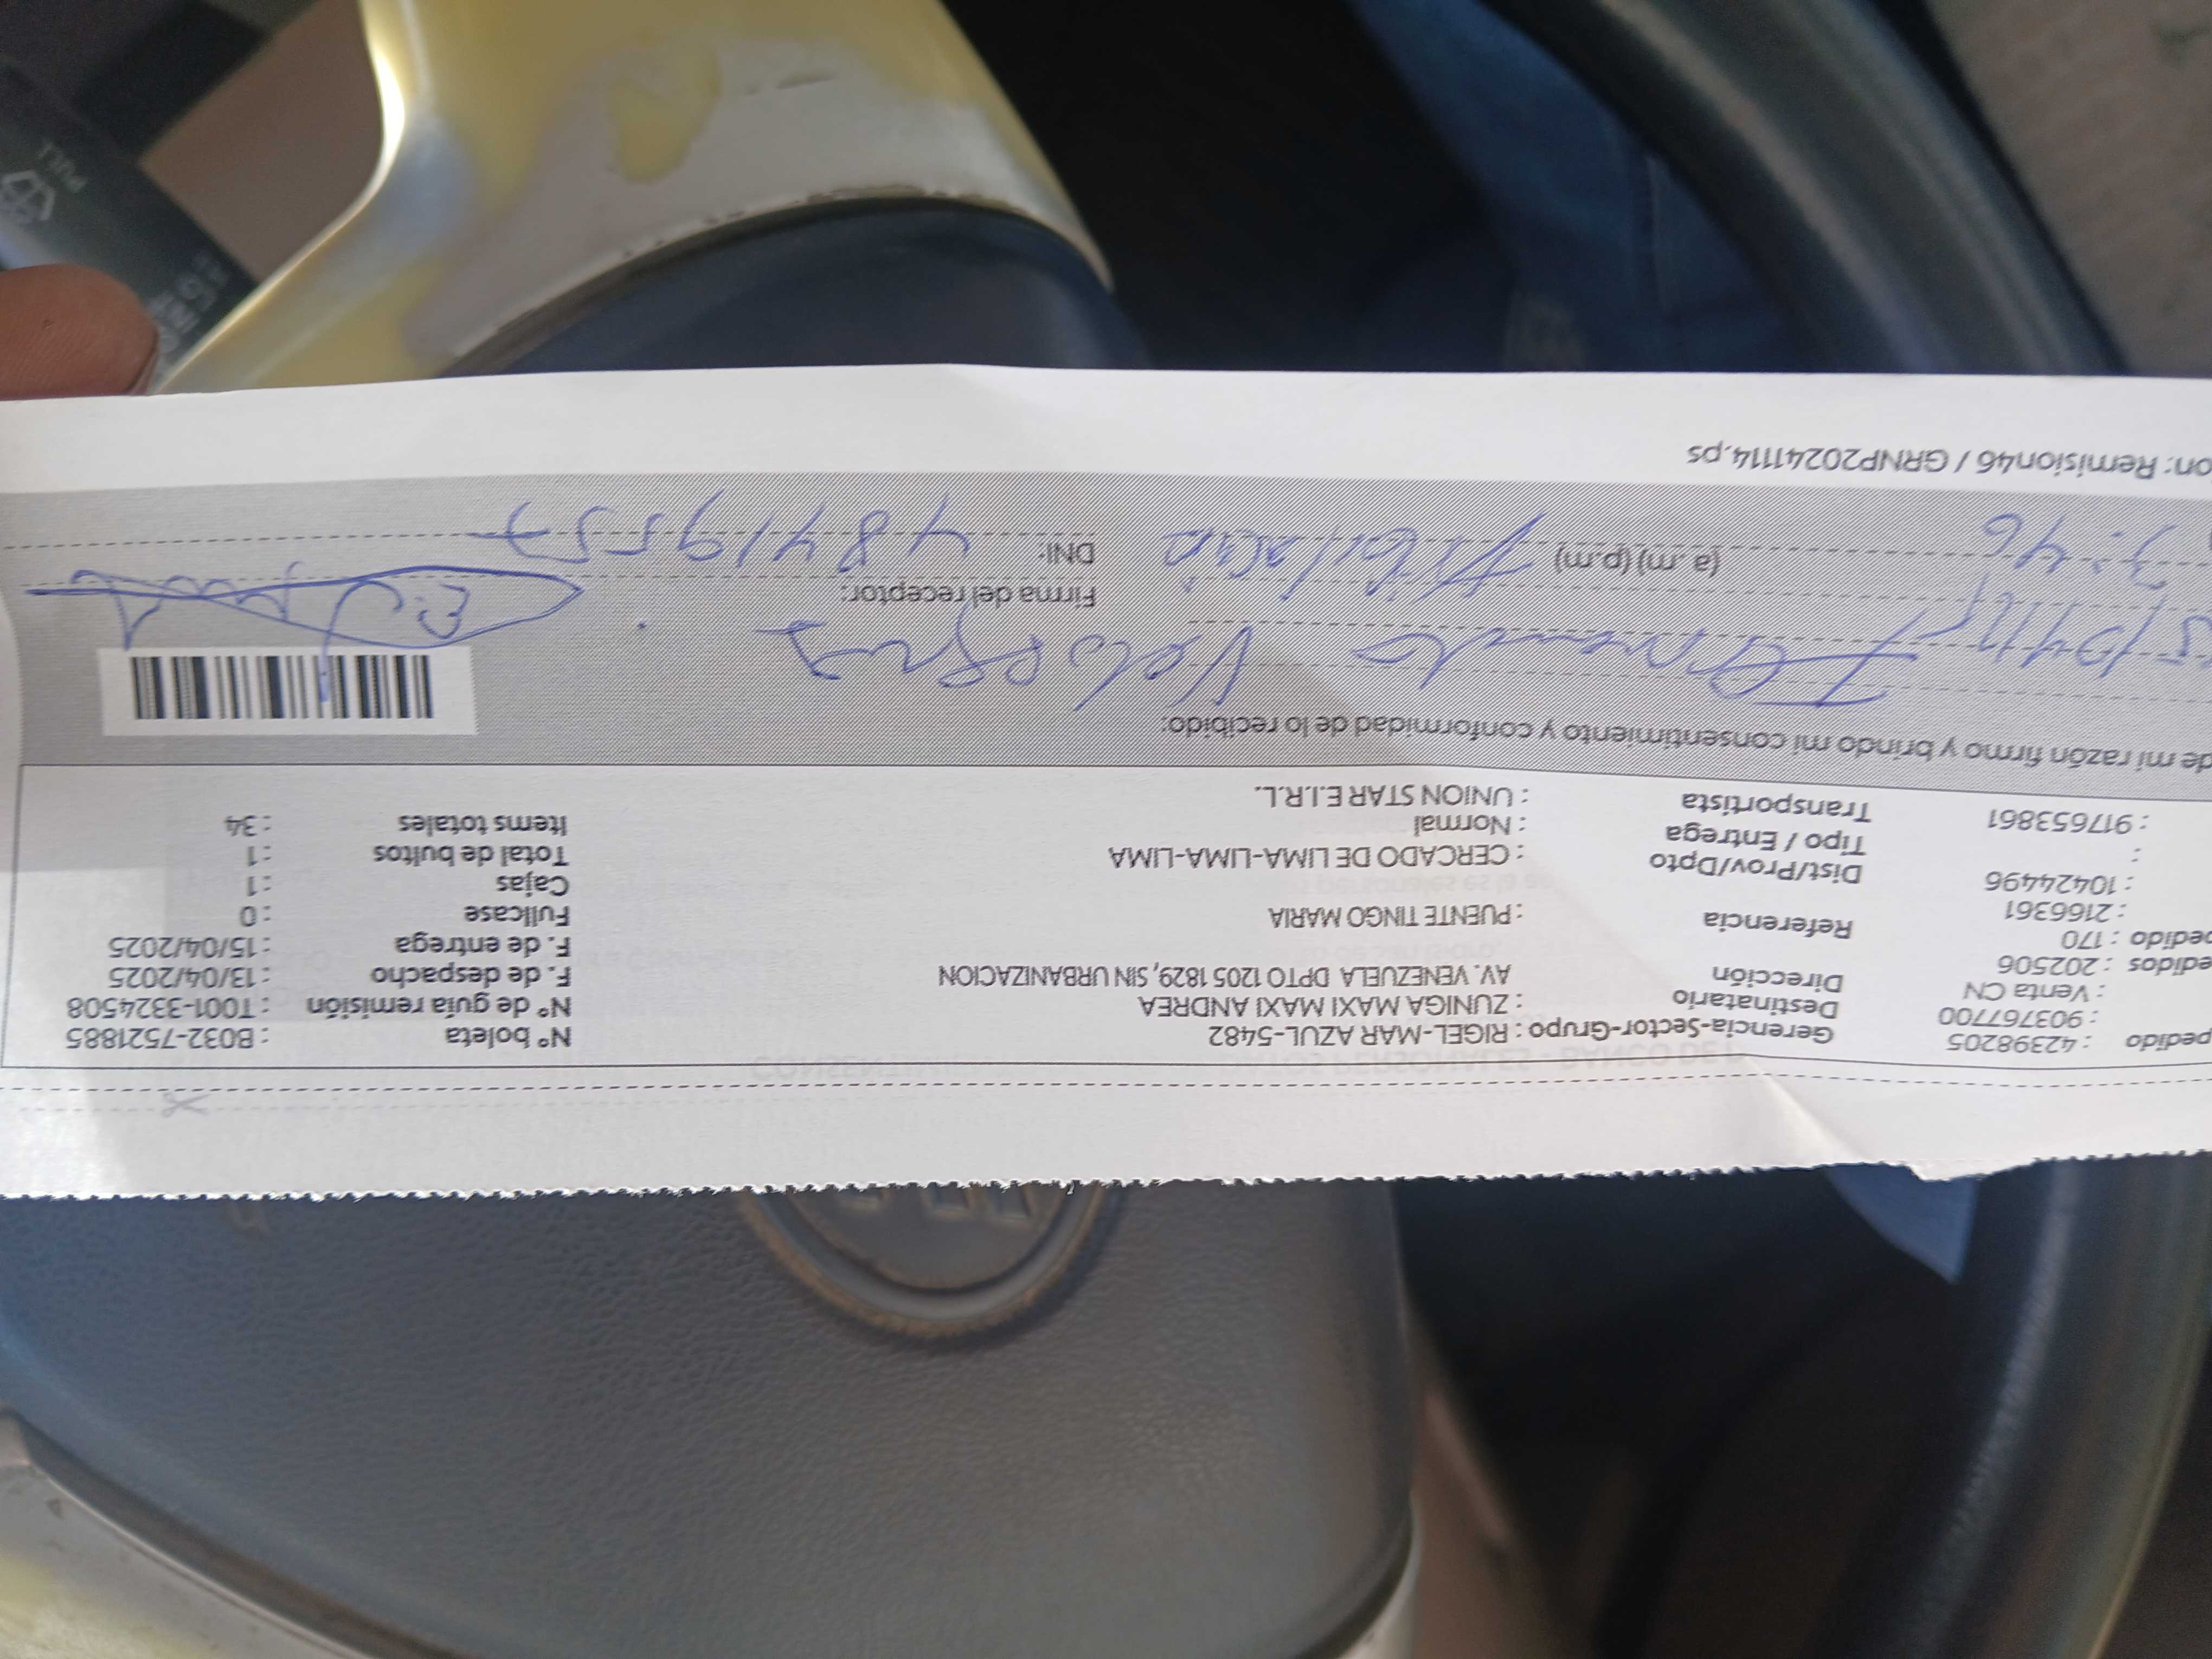 pedido : 42398205 Gerencia-Sector-Grupo : RIGEL-MAR AZUL-5482 N° boleta : B032-7521885
: 903767700 Destinatario : ZUNIGA MAXI MAXI ANDREA N° de guía remisión : T001-3324508
: Venta CN Dirección AV. VENEZUELA DPTO 1205 1829, SIN URBANIZACION F. de despacho : 13/04/2025
edidos : 202506 F. de entrega : 15/04/2025
pedido : 170 Referencia : PUENTE TINGO MARIA Fullcase : 0
: 2166361 Cajas : 1
: 10424496 Dist/Prov/Dpto : CERCADO DE LIMA-LIMA-LIMA Total de bultos : 1
: Tipo / Entrega : Normal Items totales : 34
: 917653861 Transportista : UNION STAR E.I.R.L.
de mi razón firmo y brindo mi consentimiento y conformidad de lo recibido:
Fernando
Firma del receptor:
3:46 (a.m) (p.m) DNI: 48419557
on: Remision46 / GRNP20241114.ps
PULL